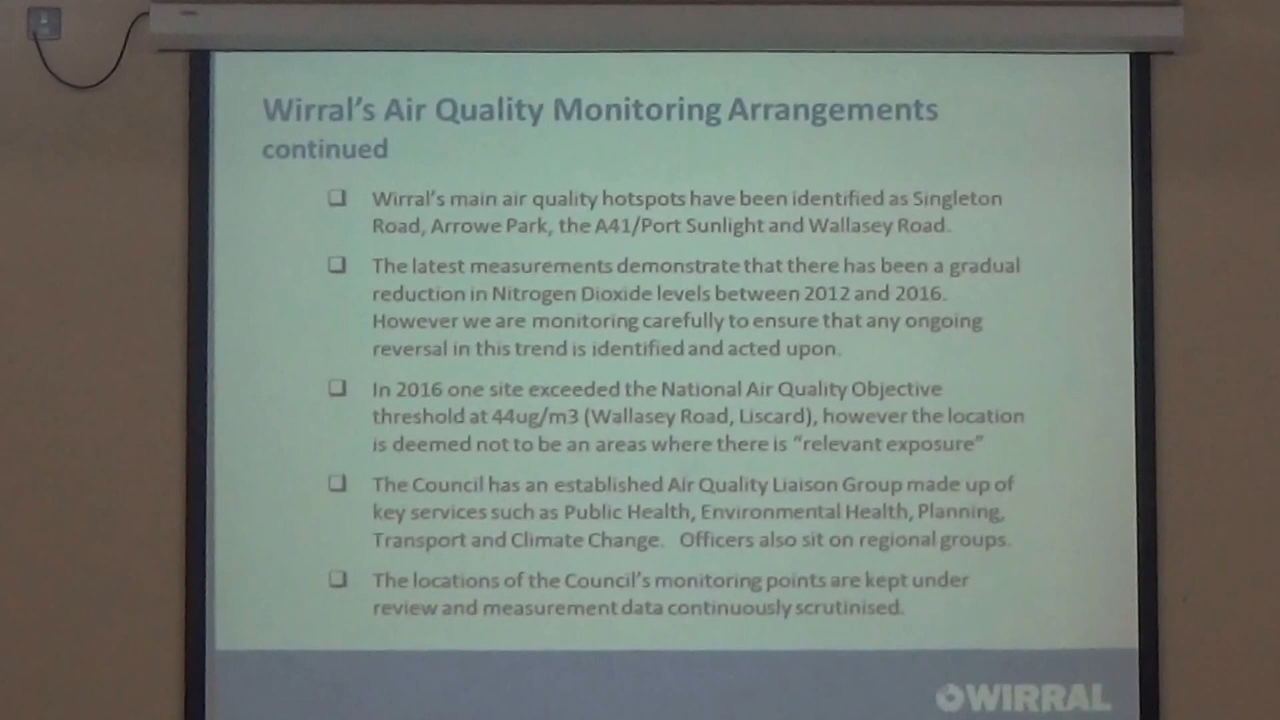 Wirral's Air Quality Monitoring Arrangements
continued
Wirral's main air quality hotspots have been identified as Singleton
Road, Arrowe Park, the A41/Port Sunlight and Wallasey Road.
The latest measurements demonstrate that there has been a gradual
reduction in Nitrogen Dioxide levels between 2012 and 2016.
However we are monitoring carefully to ensure that any ongoing
reversal in this trend is identified and acted upon.
In 2016 one site exceeded the National Air Quality Objective
threshold at 44ug/m3 (Wallasey Road, Liscard), however the location
is deemed not to be an areas where there is "relevant exposure"
The Council has an established Air Quality Liaison Group made up of
key services such as Public Health, Environmental Health, Planning,
Transport and Climate Change. Officers also sit on regional groups.
The locations of the Council's monitoring points are kept under
review and measurement data continuously scrutinised.
WIRRAL